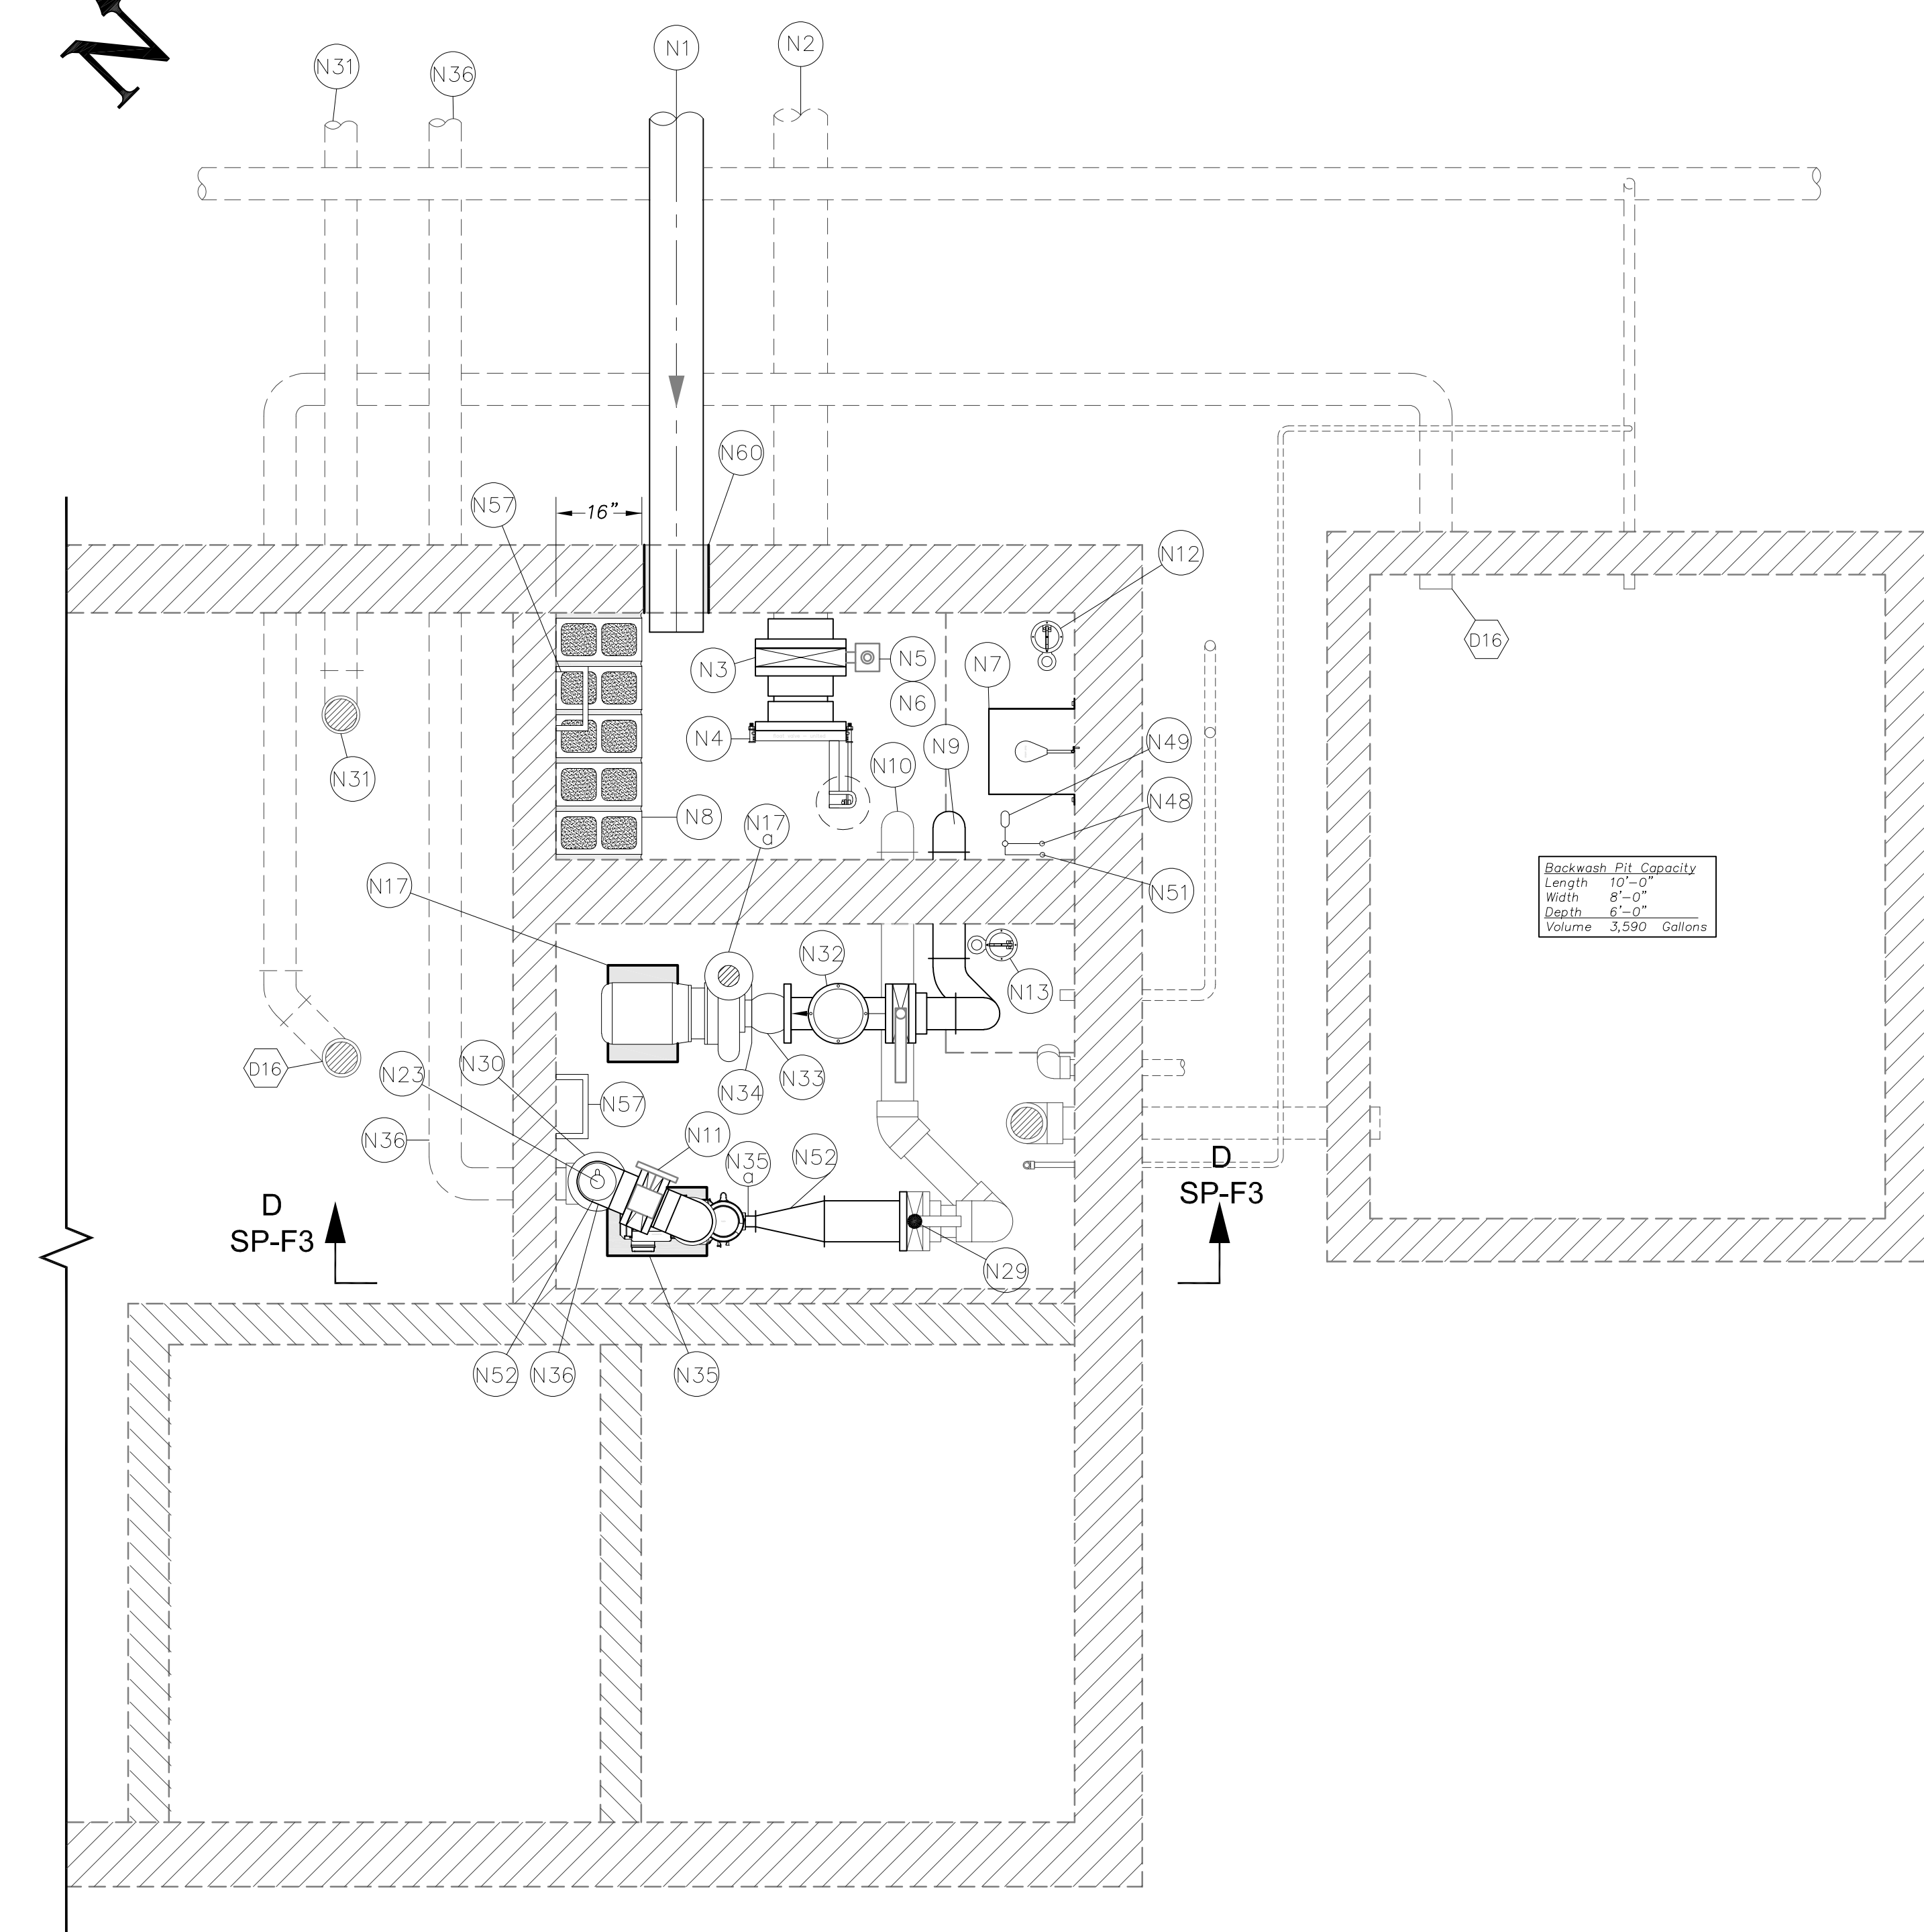 N
N31
N36
N1
N2
N60
N57
16”
N12
D16
N3
N5
N7
N6
N4
N9
N49
N10
N48
N8
N17
a
N17
N51
Backwash Pit Capacity
Length 10'-0"
Width 8'-0"
Depth 6'-0"
Volume 3,590 Gallons
N31
N32
N13
D16
N23
N30
N34
N33
N57
N36
N11
N35
a
N52
D
SP-F3
D
SP-F3
N29
N52
N36
N35